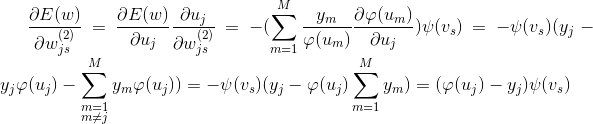 \frac{\partial E(w)}{\partial w_{js}^{(2)}} = \frac{\partial E(w)}{\partial u_j} \frac{\partial u_j}{\partial w_{js}^{(2)}} = -(\sum_{m=1}^{M} \frac{y_m}{\varphi(u_m)} \frac{\partial \varphi(u_m)}{\partial u_j})\psi(v_s) = -\psi(v_s)(y_j -
y_j\varphi(u_j) - \sum_{\substack{m=1 \\ m \neq j}}^{M} y_m\varphi(u_j)) = -\psi(v_s)(y_j - \varphi(u_j) \sum_{m=1}^{M} y_m) = (\varphi(u_j) - y_j)\psi(v_s)